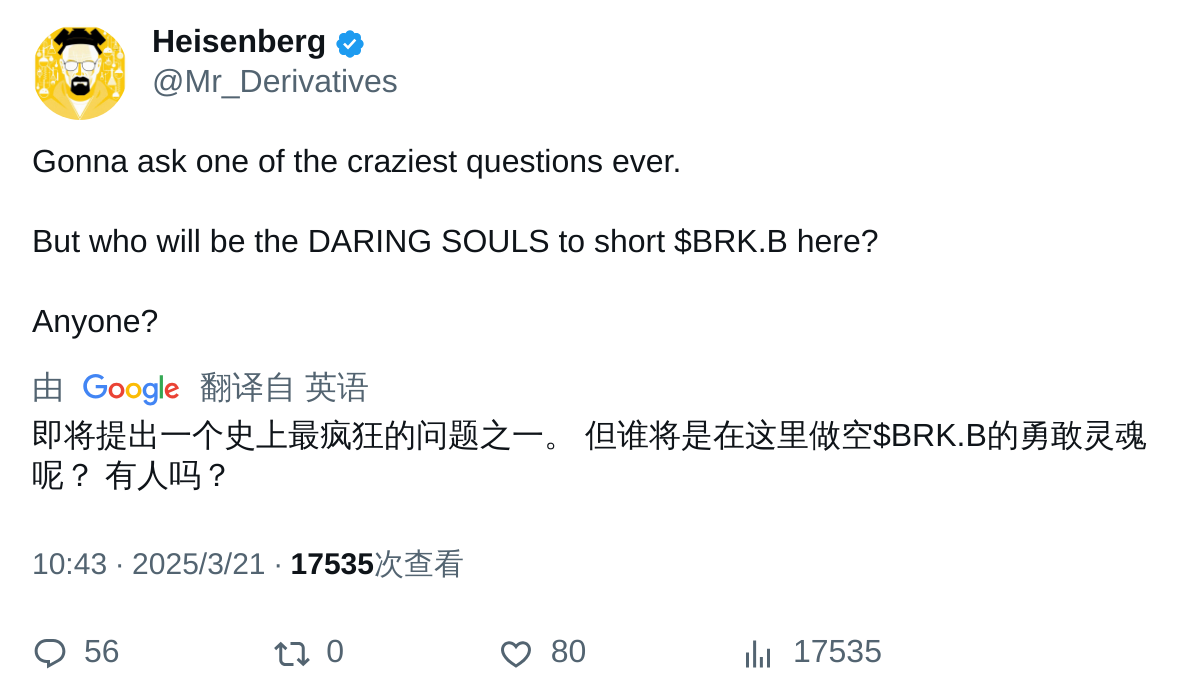 Heisenberg
@Mr_Derivatives
Gonna ask one of the craziest questions ever.
But who will be the DARING SOULS to short $BRK.B here?
Anyone?
由 Google 翻译自 英语
即将提出一个史上最疯狂的问题之一。 但谁将是在这里做空$BRK.B的勇敢灵魂
呢？ 有人吗？
10:43 · 2025/3/21 · 17535次查看
56 0 80 17535